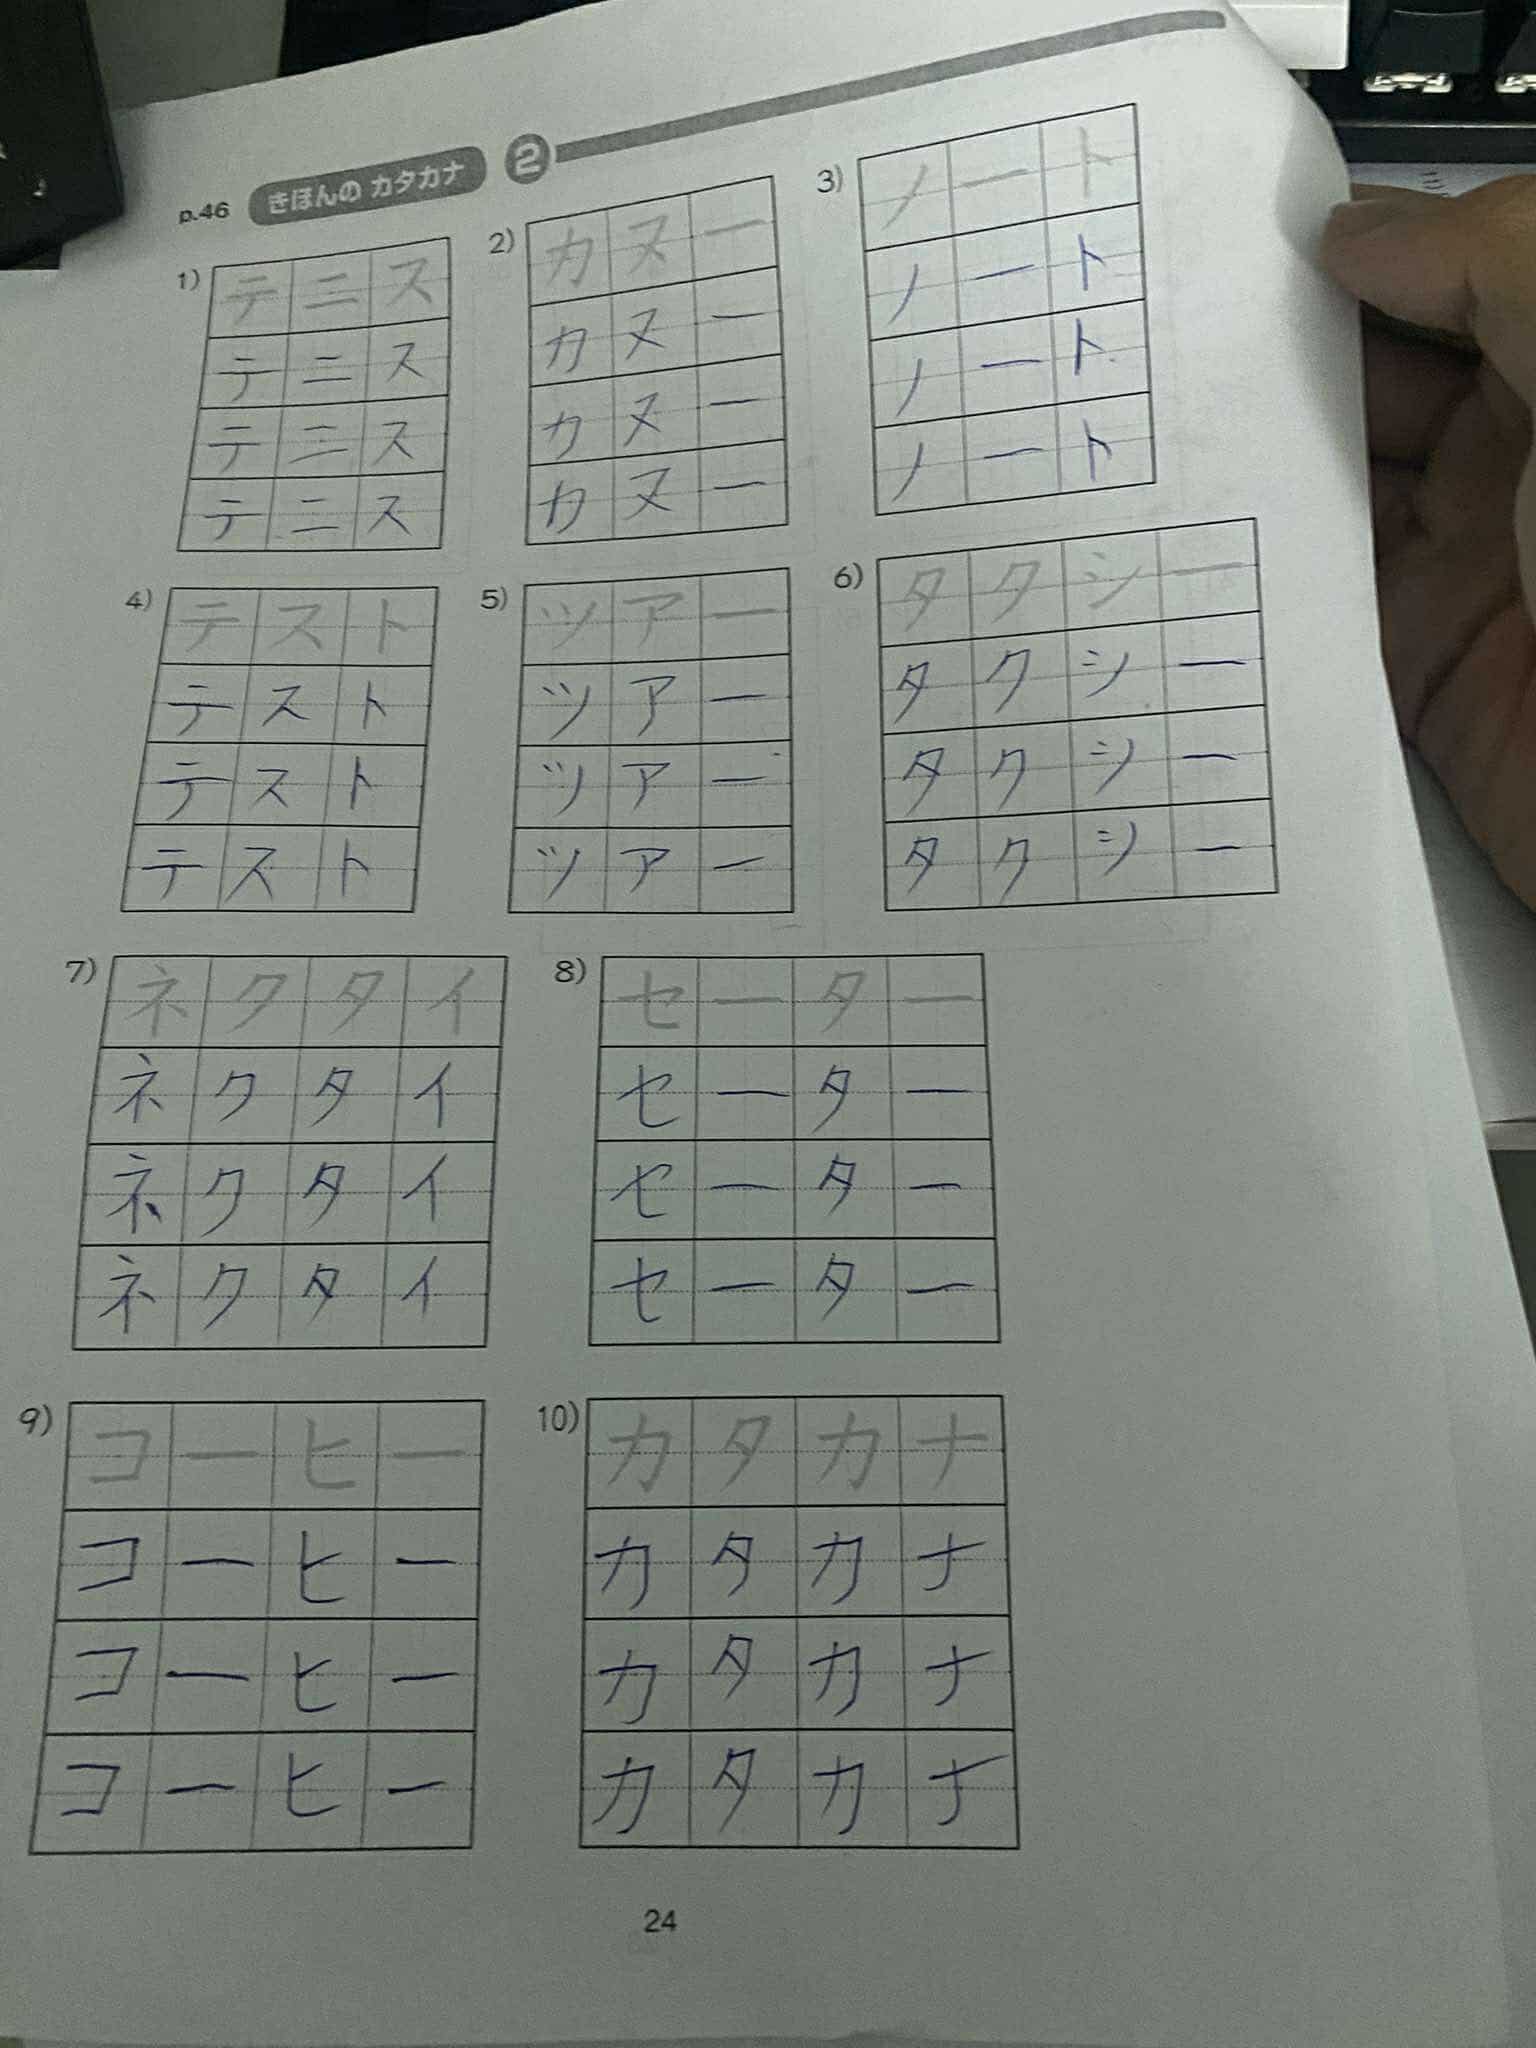 p.46 きほんの カタカナ 2
1) テニス
テニス
テニス
テニス
2) カヌー
カヌー
カヌー
カヌー
3) ノート
ノート
ノート
ノート
4) テスト
テスト
テスト
テスト
5) ツアー
ツアー
ツアー
ツアー
6) タクシー
タクシー
タクシー
タクシー
7) ネクタイ
ネクタイ
ネクタイ
ネクタイ
8) セーター
セーター
セーター
セーター
9) コーヒー
コーヒー
コーヒー
コーヒー
10) カタカナ
カタカナ
カタカナ
カタカナ
24